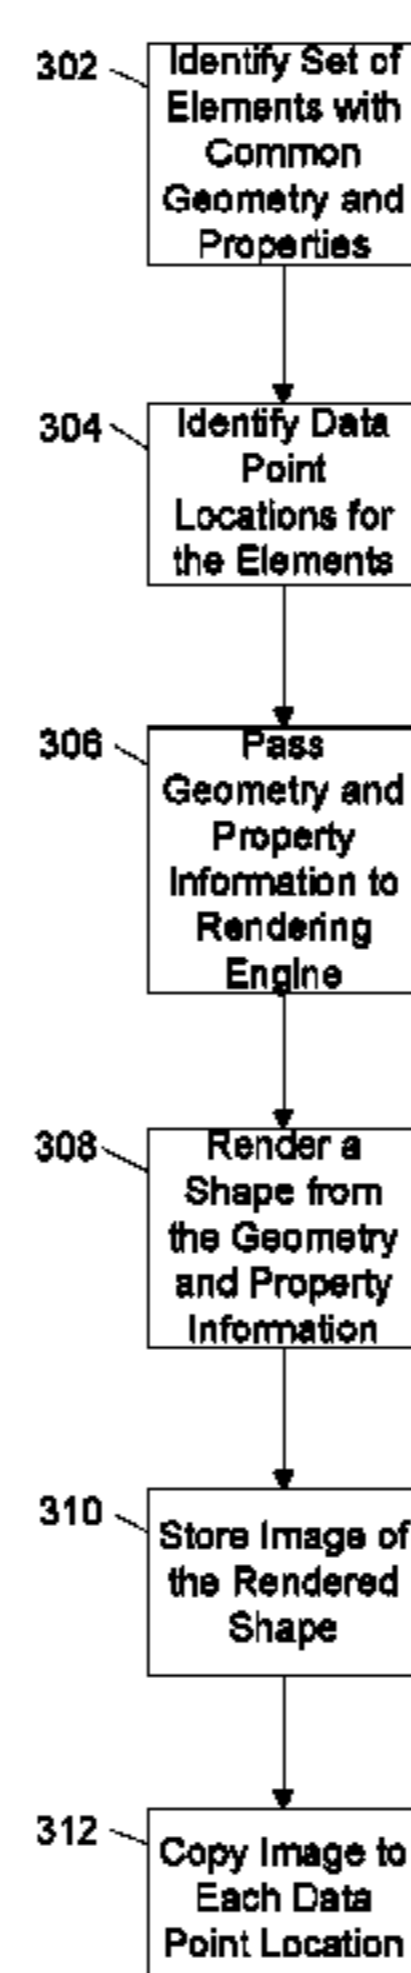 302
Identify Set of
Elements with
Common
Geometry and
Properties
304
Identify Data
Point
Locations for
the Elements
306
Pass
Geometry and
Property
Information to
Rendering
Engine
308
Render a
Shape from
the Geometry
and Property
Information
310
Store Image of
the Rendered
Shape
312
Copy Image to
Each Data
Point Location